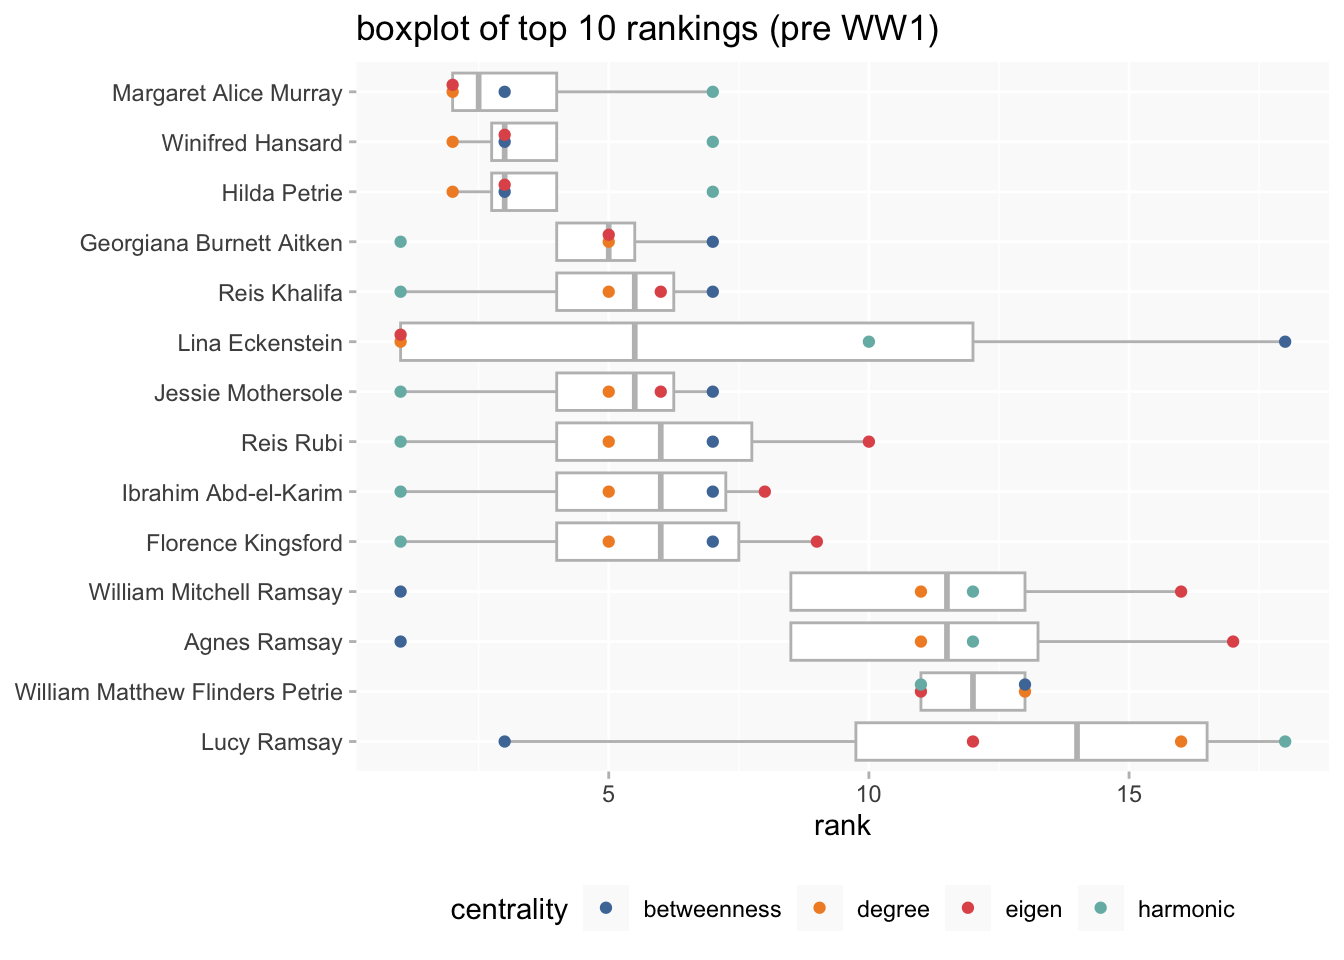 boxplot of top 10 rankings (pre WW1)
Margaret Alice Murray
Winifred Hansard
Hilda Petrie
Georgiana Burnett Aitken
Reis Khalifa
Lina Eckenstein
Jessie Mothersole
Reis Rubi
Ibrahim Abd-el-Karim
Florence Kingsford
William Mitchell Ramsay
Agnes Ramsay
William Matthew Flinders Petrie
Lucy Ramsay
5 10 15
rank
centrality betweenness degree eigen harmonic